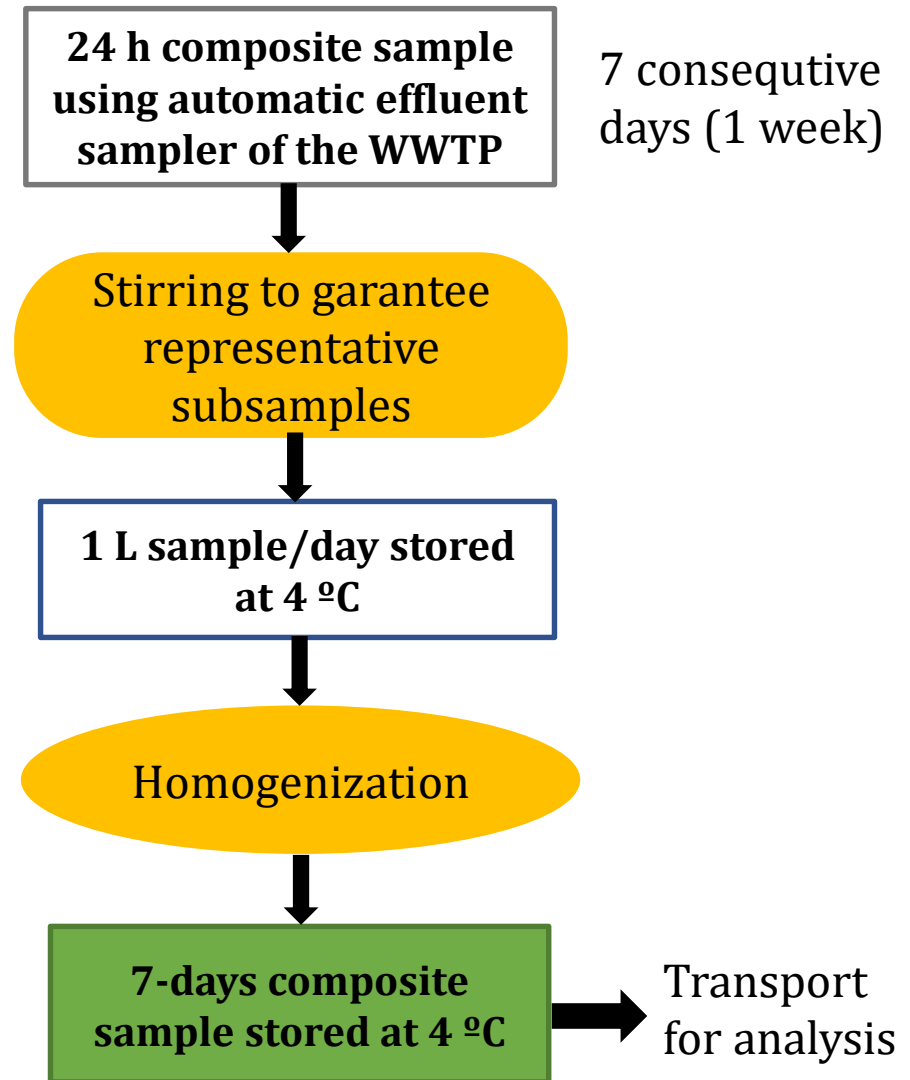 24 h composite sample
using automatic effluent
sampler of the WWTP
7 consequtive
days (1 week)
Stirring to garantee
representative
subsamples
1 L sample/day stored
at 4 ºC
Homogenization
7-days composite
sample stored at 4 ºC
Transport
for analysis